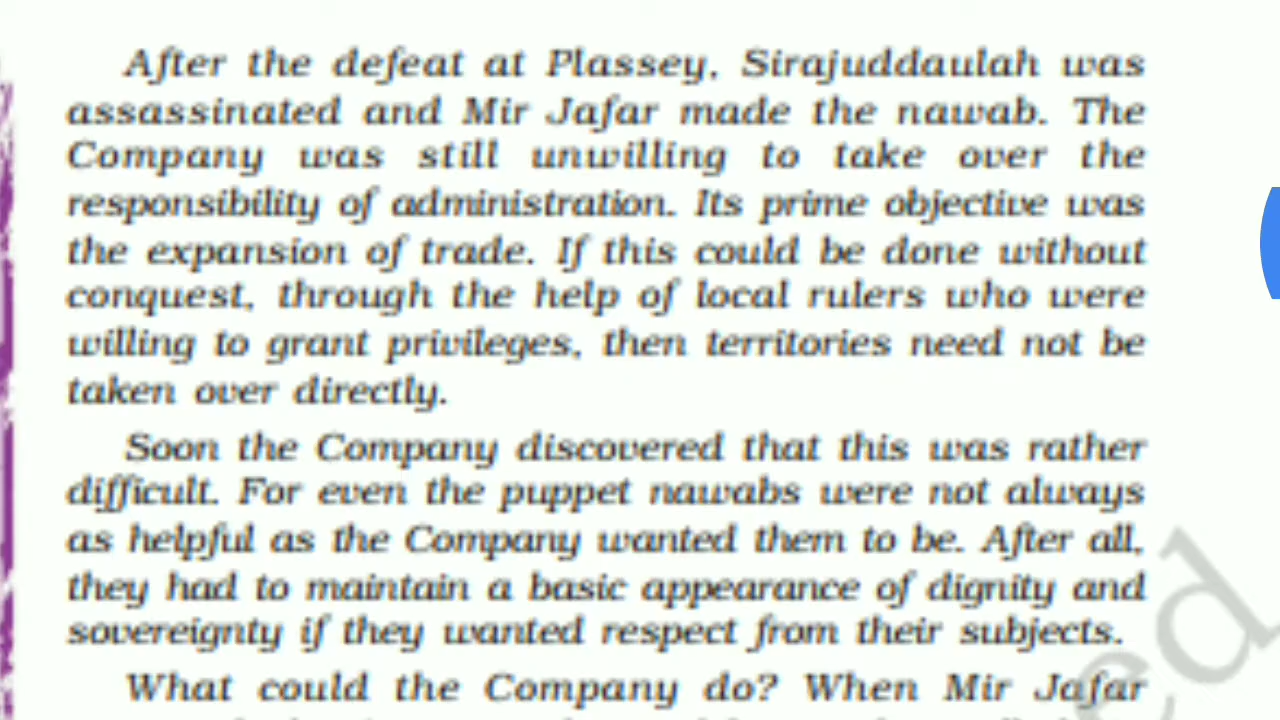 After the defeat at Plassey, Sirajuddaulah was
assassinated and Mir Jafar made the nawab. The
Company was still unwilling to take over the
responsibility of administration. Its prime objective was
the expansion of trade. If this could be done without
conquest, through the help of local rulers who were
willing to grant privileges, then territories need not be
taken over directly.
Soon the Company discovered that this was rather
difficult. For even the puppet nawabs were not always
as helpful as the Company wanted them to be. After all,
they had to maintain a basic appearance of dignity and
sovereignty if they wanted respect from their subjects.
What could the Company do? When Mir Jafar
ed